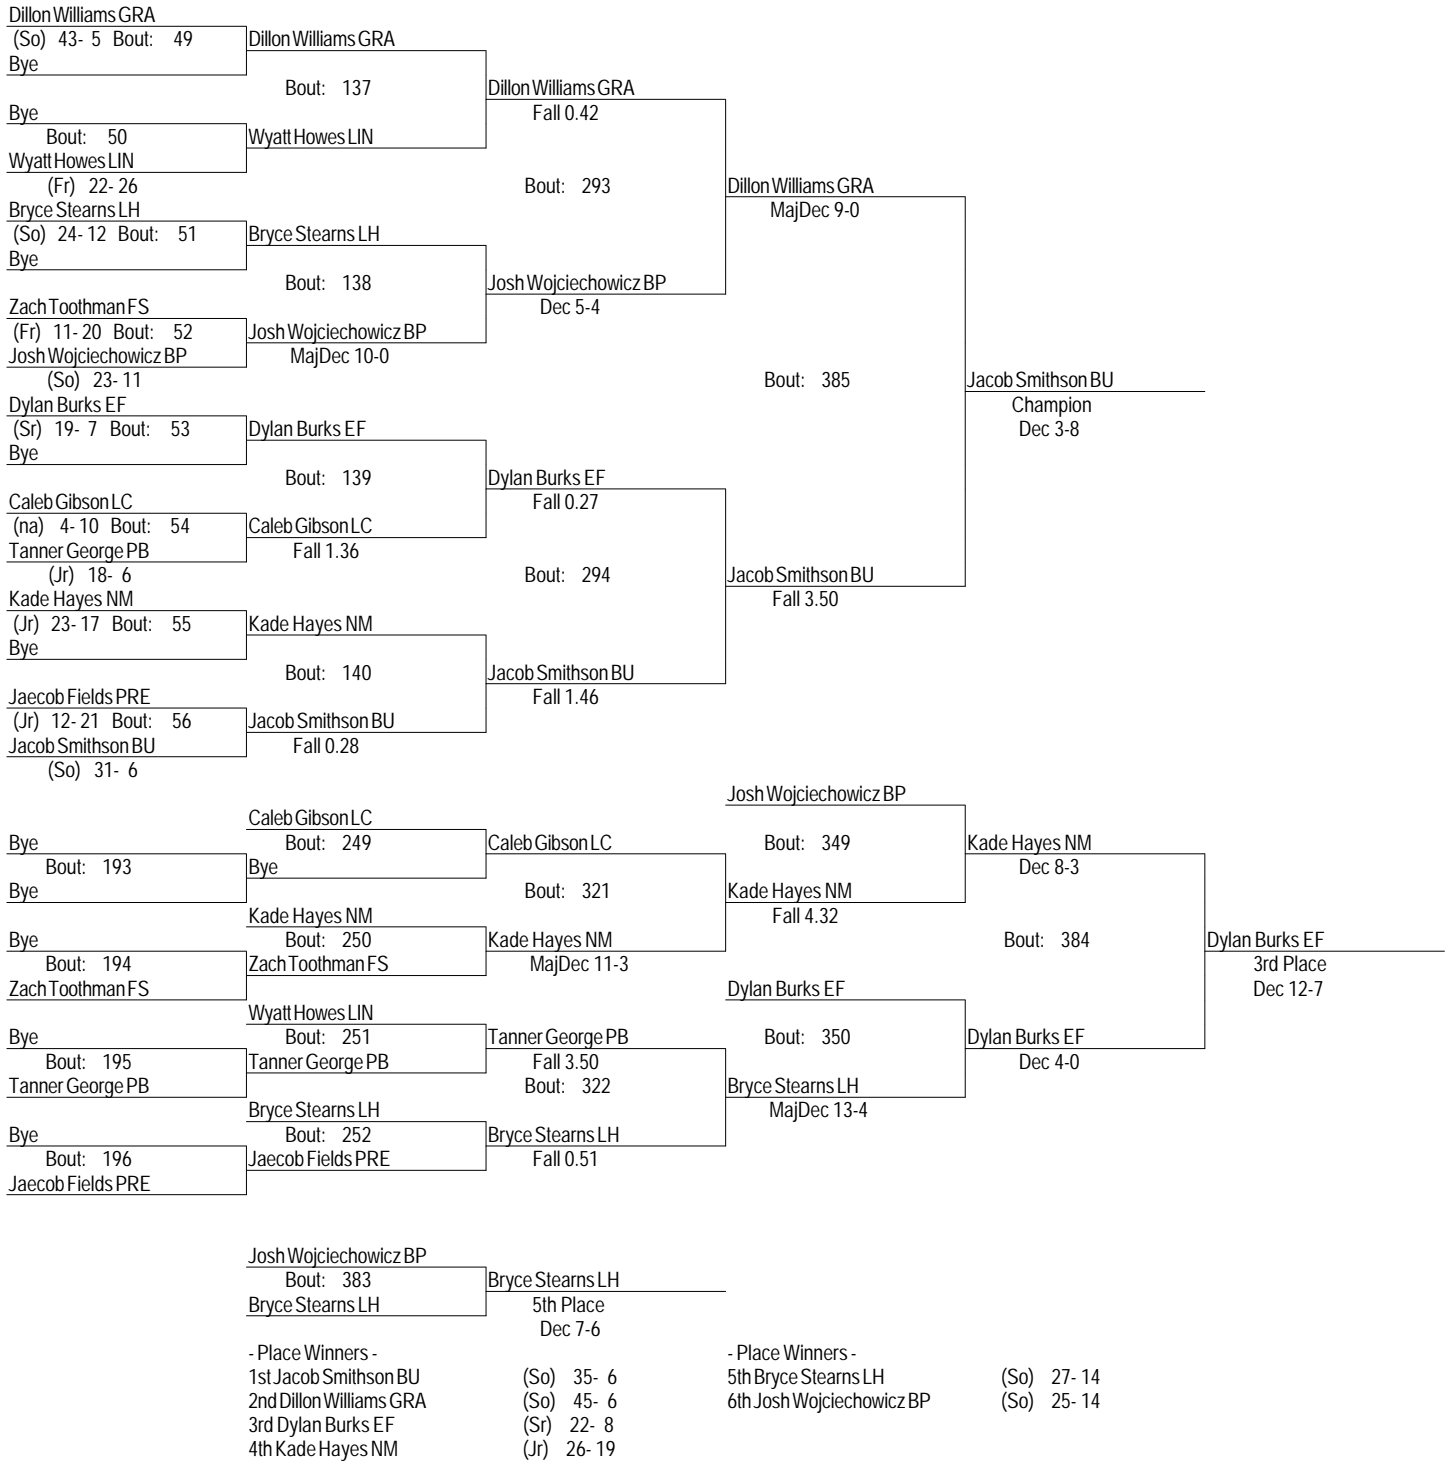 Dillon Williams GRA
(So) 43- 5 Bout: 49 Dillon Williams GRA
Bye
Bout: 137 Dillon Williams GRA
Bye Fall 0.42
Bout: 50 Wyatt Howes LIN
Wyatt Howes LIN
(Fr) 22- 26 Bout: 293 Dillon Williams GRA
Bryce Stearns LH MajDec 9-0
(So) 24- 12 Bout: 51 Bryce Stearns LH
Bye
Bout: 138 Josh Wojciechowicz BP
Zach Toothman FS Dec 5-4
(Fr) 11- 20 Bout: 52 Josh Wojciechowicz BP
Josh Wojciechowicz BP MajDec 10-0
(So) 23- 11 Bout: 385 Jacob Smithson BU
Dylan Burks EF Champion
(Sr) 19- 7 Bout: 53 Dylan Burks EF Dec 3-8
Bye
Bout: 139 Dylan Burks EF
Caleb Gibson LC Fall 0.27
(na) 4- 10 Bout: 54 Caleb Gibson LC
Tanner George PB Fall 1.36
(Jr) 18- 6 Bout: 294 Jacob Smithson BU
Kade Hayes NM Fall 3.50
(Jr) 23- 17 Bout: 55 Kade Hayes NM
Bye
Bout: 140 Jacob Smithson BU
Jaecob Fields PRE Fall 1.46
(Jr) 12- 21 Bout: 56 Jacob Smithson BU
Jacob Smithson BU Fall 0.28
(So) 31- 6
Josh Wojciechowicz BP
Caleb Gibson LC
Bye Bout: 249 Caleb Gibson LC Bout: 349 Kade Hayes NM
Bout: 193 Bye Dec 8-3
Bye Bout: 321 Kade Hayes NM
Kade Hayes NM Fall 4.32
Bye Bout: 250 Kade Hayes NM Bout: 384 Dylan Burks EF
Bout: 194 Zach Toothman FS MajDec 11-3 3rd Place
Zach Toothman FS Dylan Burks EF Dec 12-7
Wyatt Howes LIN
Bye Bout: 251 Tanner George PB Bout: 350 Dylan Burks EF
Bout: 195 Tanner George PB Fall 3.50 Dec 4-0
Tanner George PB Bout: 322 Bryce Stearns LH
Bryce Stearns LH MajDec 13-4
Bye Bout: 252 Bryce Stearns LH
Bout: 196 Jaecob Fields PRE Fall 0.51
Jaecob Fields PRE
Josh Wojciechowicz BP
Bout: 383 Bryce Stearns LH
Bryce Stearns LH 5th Place
Dec 7-6
- Place Winners - - Place Winners -
1st Jacob Smithson BU (So) 35- 6 5th Bryce Stearns LH (So) 27- 14
2nd Dillon Williams GRA (So) 45- 6 6th Josh Wojciechowicz BP (So) 25- 14
3rd Dylan Burks EF (Sr) 22- 8
4th Kade Hayes NM (Jr) 26- 19